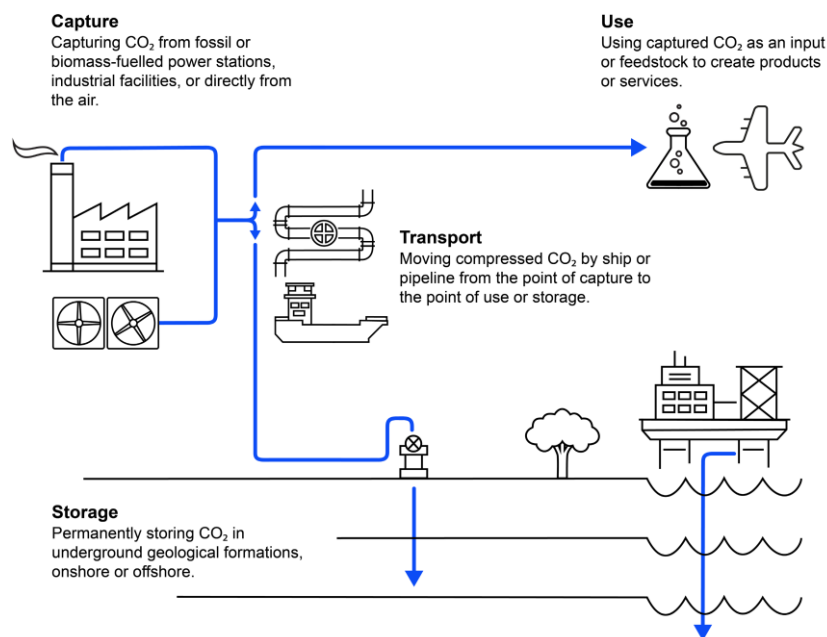 Capture
Capturing CO₂ from fossil or
biomass-fuelled power stations,
industrial facilities, or directly from
the air.
Use
Using captured CO₂ as an input
or feedstock to create products
or services.
Transport
Moving compressed CO₂ by ship or
pipeline from the point of capture to
the point of use or storage.
Storage
Permanently storing CO₂ in
underground geological formations,
onshore or offshore.